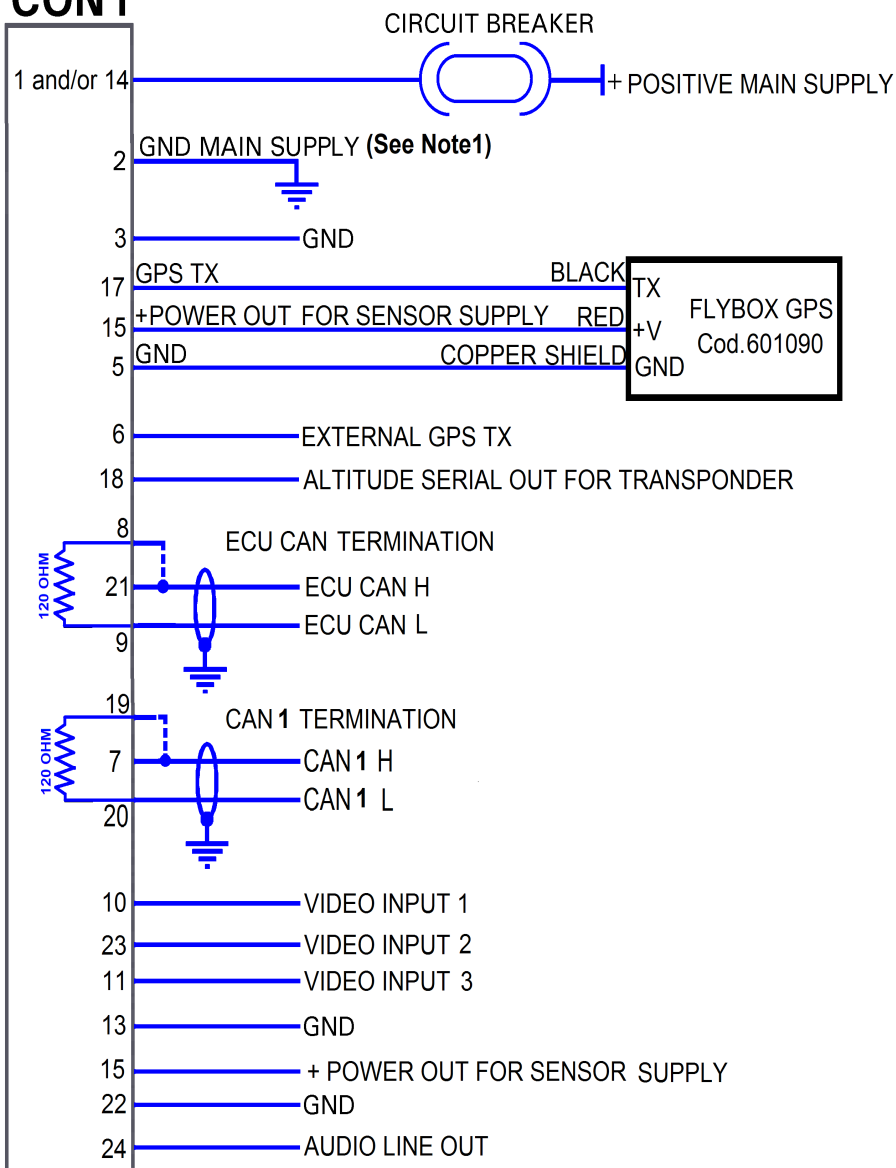 CON1
CIRCUIT BREAKER
1 and/or 14
+ POSITIVE MAIN SUPPLY
2 GND MAIN SUPPLY (See Note1)
3 GND
17 GPS TX BLACK TX
15 +POWER OUT FOR SENSOR SUPPLY RED +V
5 GND COPPER SHIELD GND
FLYBOX GPS
Cod.601090
6 EXTERNAL GPS TX
18 ALTITUDE SERIAL OUT FOR TRANSPONDER
8 ECU CAN TERMINATION
120 OHM
21 ECU CAN H
9 ECU CAN L
19 CAN 1 TERMINATION
120 OHM
7 CAN 1 H
20 CAN 1 L
10 VIDEO INPUT 1
23 VIDEO INPUT 2
11 VIDEO INPUT 3
13 GND
15 + POWER OUT FOR SENSOR SUPPLY
22 GND
24 AUDIO LINE OUT